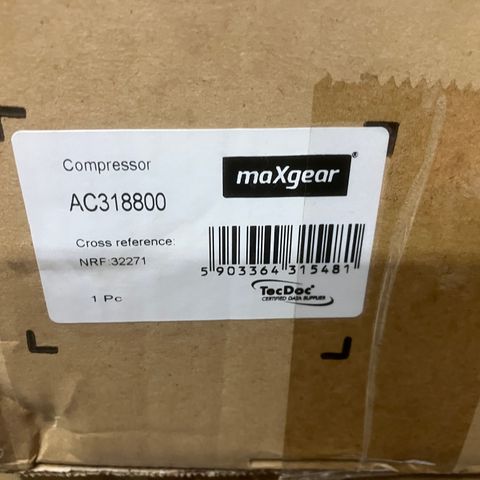 Compressor
maXgear®
AC318800
Cross reference:
NRF:32271
5 903364 315481
1 Pc
TecDoc®
CERTIFIED DATA SUPPLIER